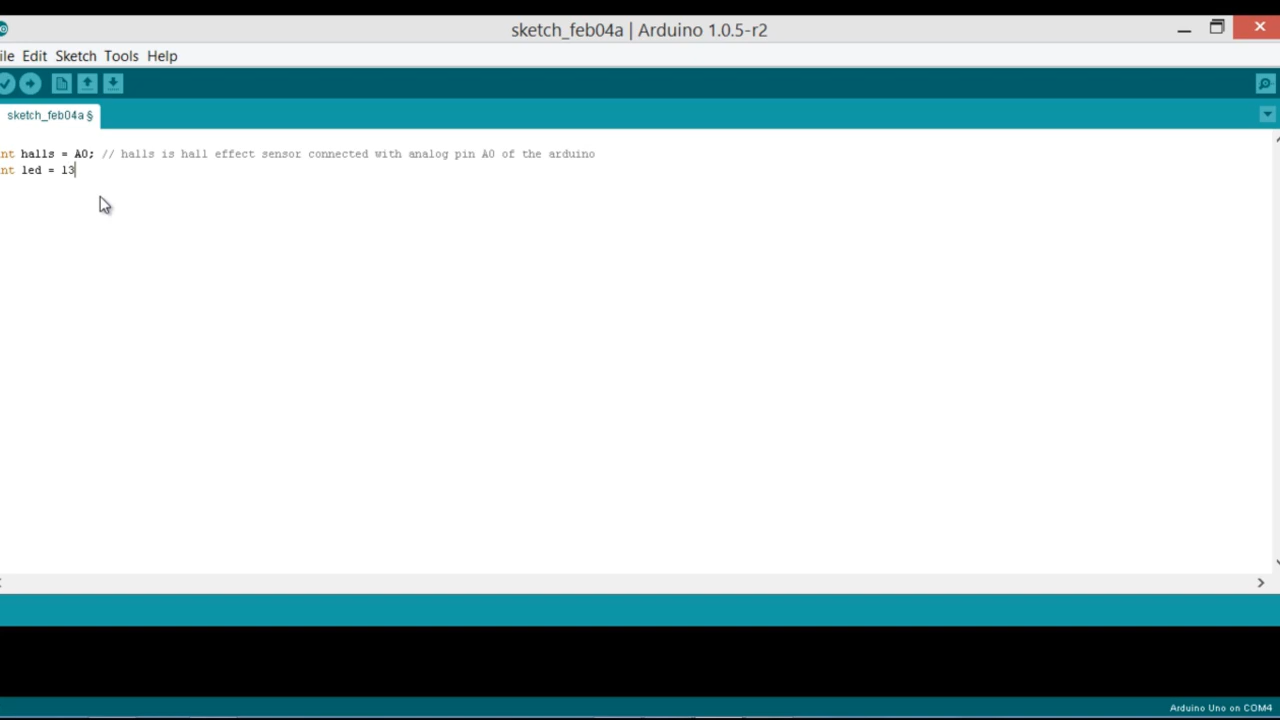 sketch_feb04a | Arduino 1.0.5-r2
ile Edit Sketch Tools Help
sketch_feb04a §
nt halls = A0; // halls is hall effect sensor connected with analog pin A0 of the arduino
nt led = 13
Arduino Uno on COM4